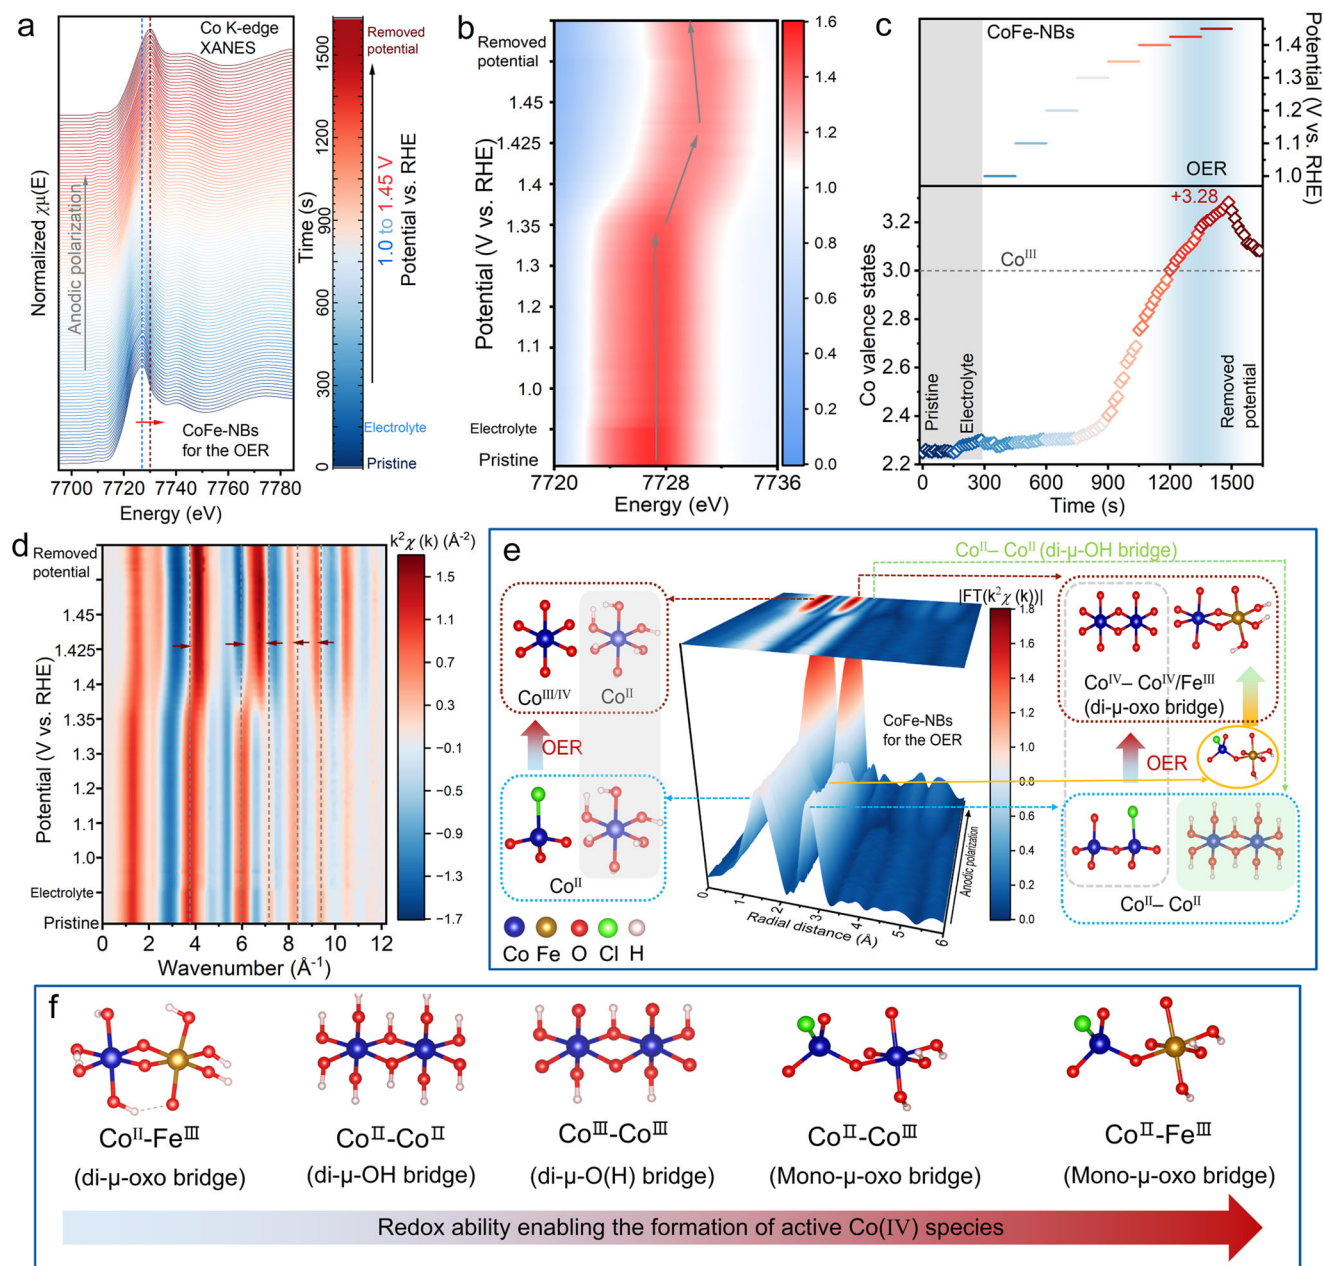 a
Co K-edge
XANES
Normalized χμ(E)
Anodic polarization
CoFe-NBs
for the OER
7700 7720 7740 7760 7780
Energy (eV)
Time (s)
0
300
600
900
1200
1500
Removed
potential
Electrolyte
Pristine
1.0 to 1.45 V
Potential vs. RHE
b
Potential (V vs. RHE)
Removed
potential
1.45
1.425
1.4
1.35
1.3
1.2
1.1
1.0
Electrolyte
Pristine
7720 7728 7736
Energy (eV)
1.6
1.4
1.2
1.0
0.8
0.6
0.4
0.2
0.0
c
CoFe-NBs
OER
1.4
1.3
1.2
1.1
1.0
Potential (V vs. RHE)
+3.28
Co^III
Pristine
Electrolyte
Removed
potential
Co valence states
3.2
3.0
2.8
2.6
2.4
2.2
0 300 600 900 1200 1500
Time (s)
d
k²χ (k) (Å⁻²)
Potential (V vs. RHE)
Removed
potential
1.45
1.425
1.4
1.35
1.3
1.2
1.1
1.0
Electrolyte
Pristine
0 2 4 6 8 10 12
Wavenumber (Å⁻¹)
1.5
1.2
0.7
0.3
−0.1
−0.5
−0.9
−1.3
−1.7
e
Co^II– Co^II (di-μ-OH bridge)
|FT(k²χ (k))|
1.8
1.6
1.4
1.2
1.0
0.8
0.6
0.4
0.2
0.0
Co^III/IV Co^II
OER
Co^II
Co Fe O Cl H
CoFe-NBs
for the OER
Anodic polarization
0 1 2 3 4 5 6
Radial distance (Å)
Co^IV– Co^IV/Fe^III
(di-μ-oxo bridge)
OER
Co^II– Co^II
f
Co^II-Fe^III
(di-μ-oxo bridge)
Co^II-Co^II
(di-μ-OH bridge)
Co^III-Co^III
(di-μ-O(H) bridge)
Co^II-Co^III
(Mono-μ-oxo bridge)
Co^II-Fe^III
(Mono-μ-oxo bridge)
Redox ability enabling the formation of active Co(IV) species